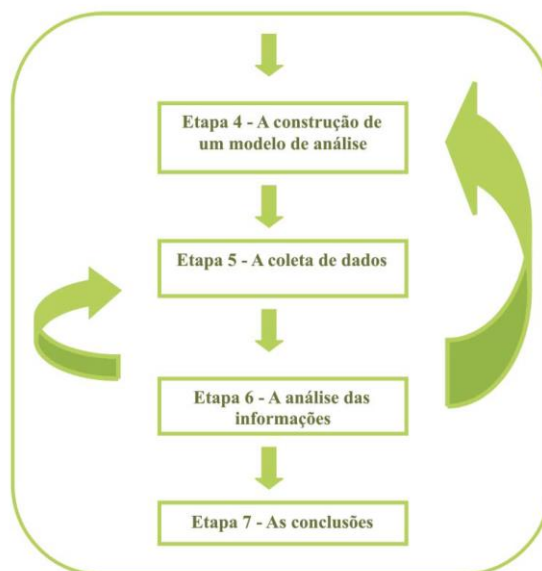 Etapa 4 - A construção de
um modelo de análise
Etapa 5 - A coleta de dados
Etapa 6 - A análise das
informações
Etapa 7 - As conclusões